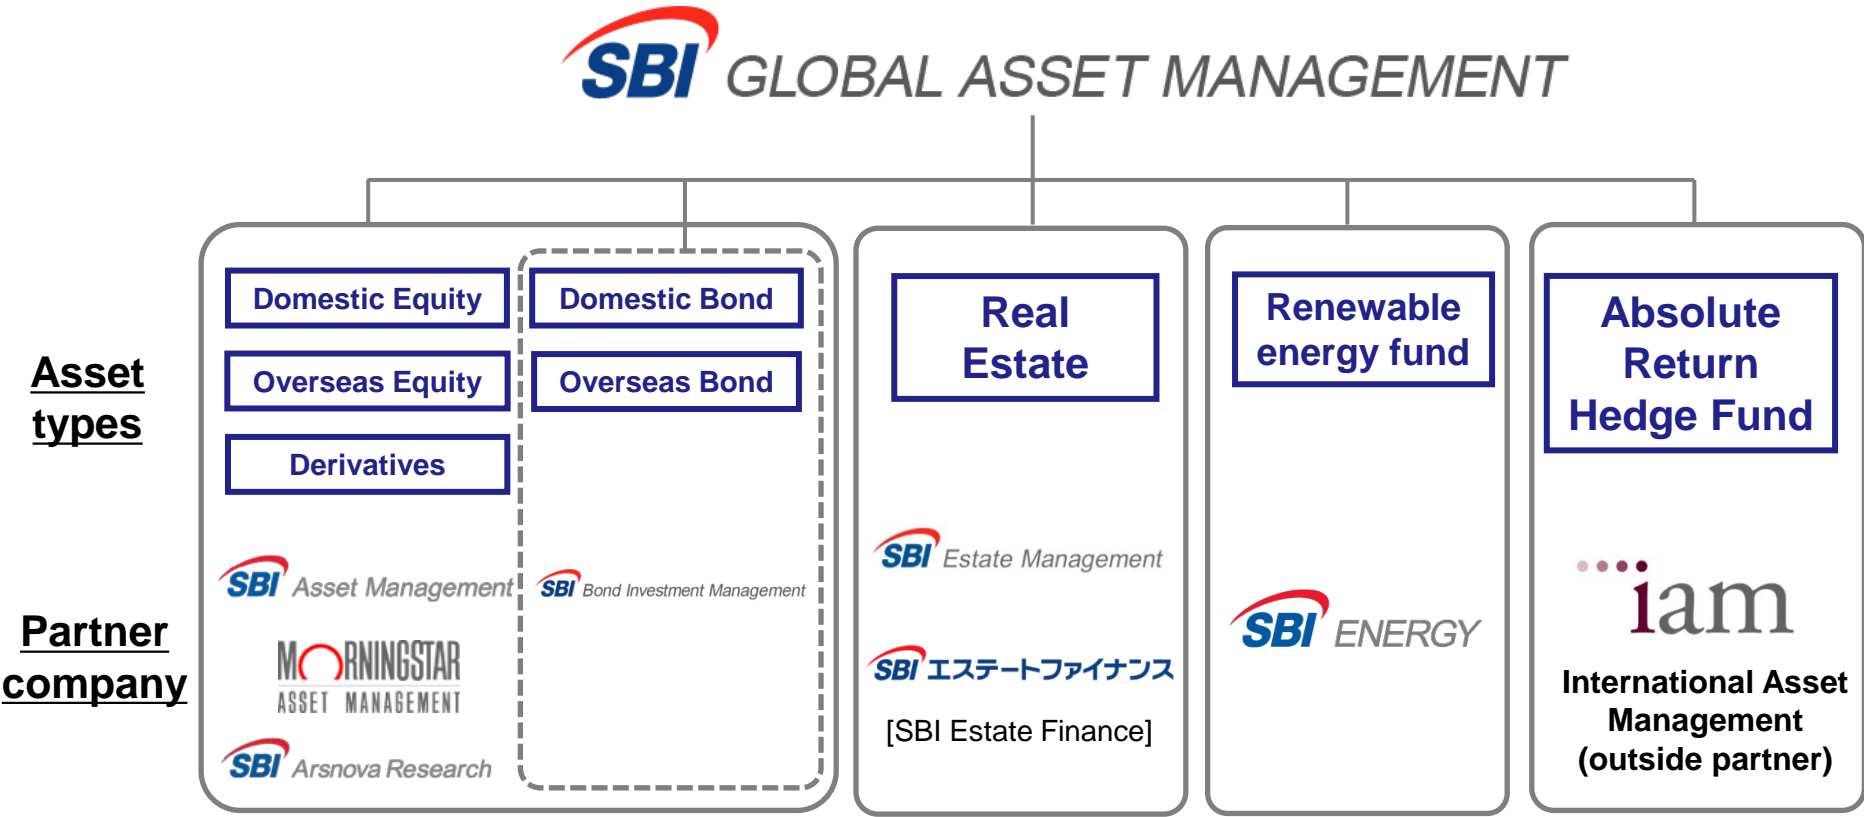 SBI GLOBAL ASSET MANAGEMENT
Asset
types
Domestic Equity
Overseas Equity
Derivatives
Domestic Bond
Overseas Bond
Real
Estate
Renewable
energy fund
Absolute
Return
Hedge Fund
Partner
company
SBI Asset Management
MORNINGSTAR
ASSET MANAGEMENT
SBI Arsnova Research
SBI Bond Investment Management
SBI Estate Management
SBIエステートファイナンス
[SBI Estate Finance]
SBI ENERGY
iam
International Asset
Management
(outside partner)